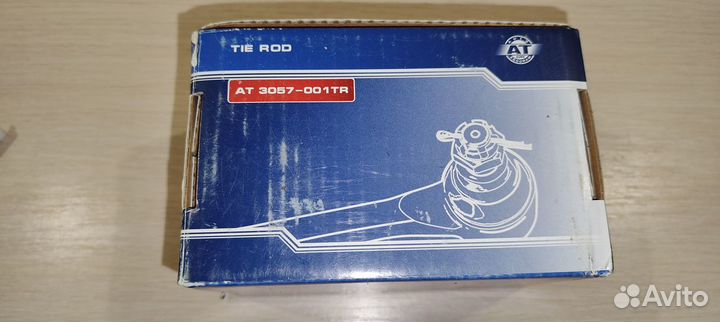 TIE ROD
AT
AT 3057-001TR
Avito